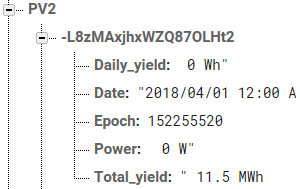 PV2
-L8zMAxjhxWZQ87OLHt2
Daily_yield: 0 Wh"
Date: "2018/04/01 12:00 A
Epoch: 152255520
Power: 0 W"
Total_yield: " 11.5 MWh